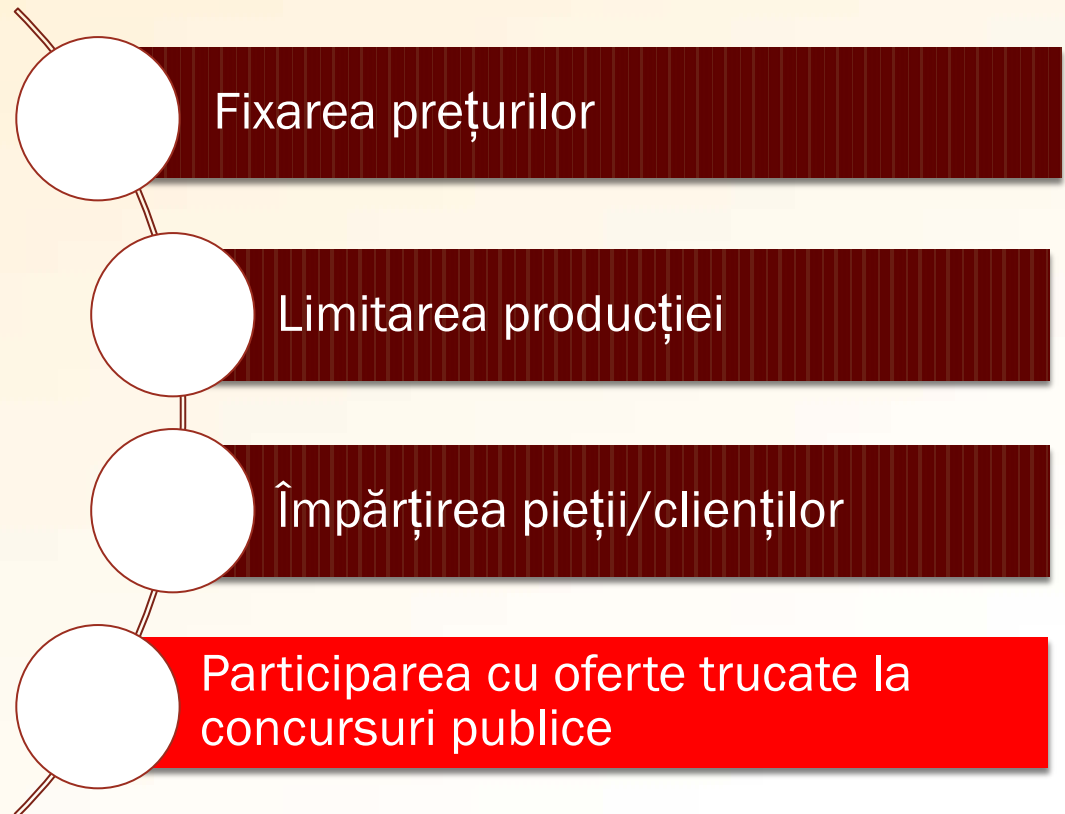 Fixarea prețurilor
Limitarea producției
Împărțirea pieții/clienților
Participarea cu oferte trucate la
concursuri publice